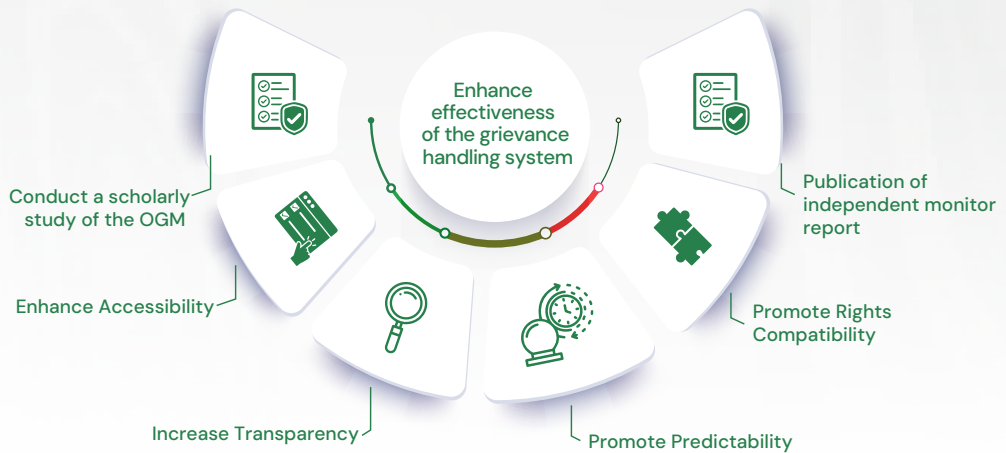 Enhance
effectiveness
of the grievance
handling system
Conduct a scholarly
study of the OGM
Enhance Accessibility
Increase Transparency
Promote Predictability
Promote Rights
Compatibility
Publication of
independent monitor
report